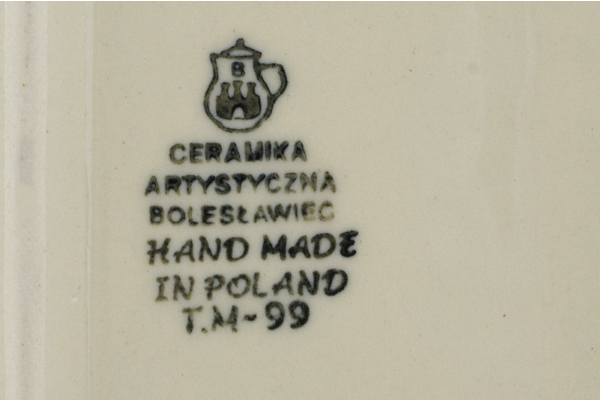 B
CERAMIKA
ARTYSTYCZNA
BOLESŁAWIEC
HAND MADE
IN POLAND
T.M-99